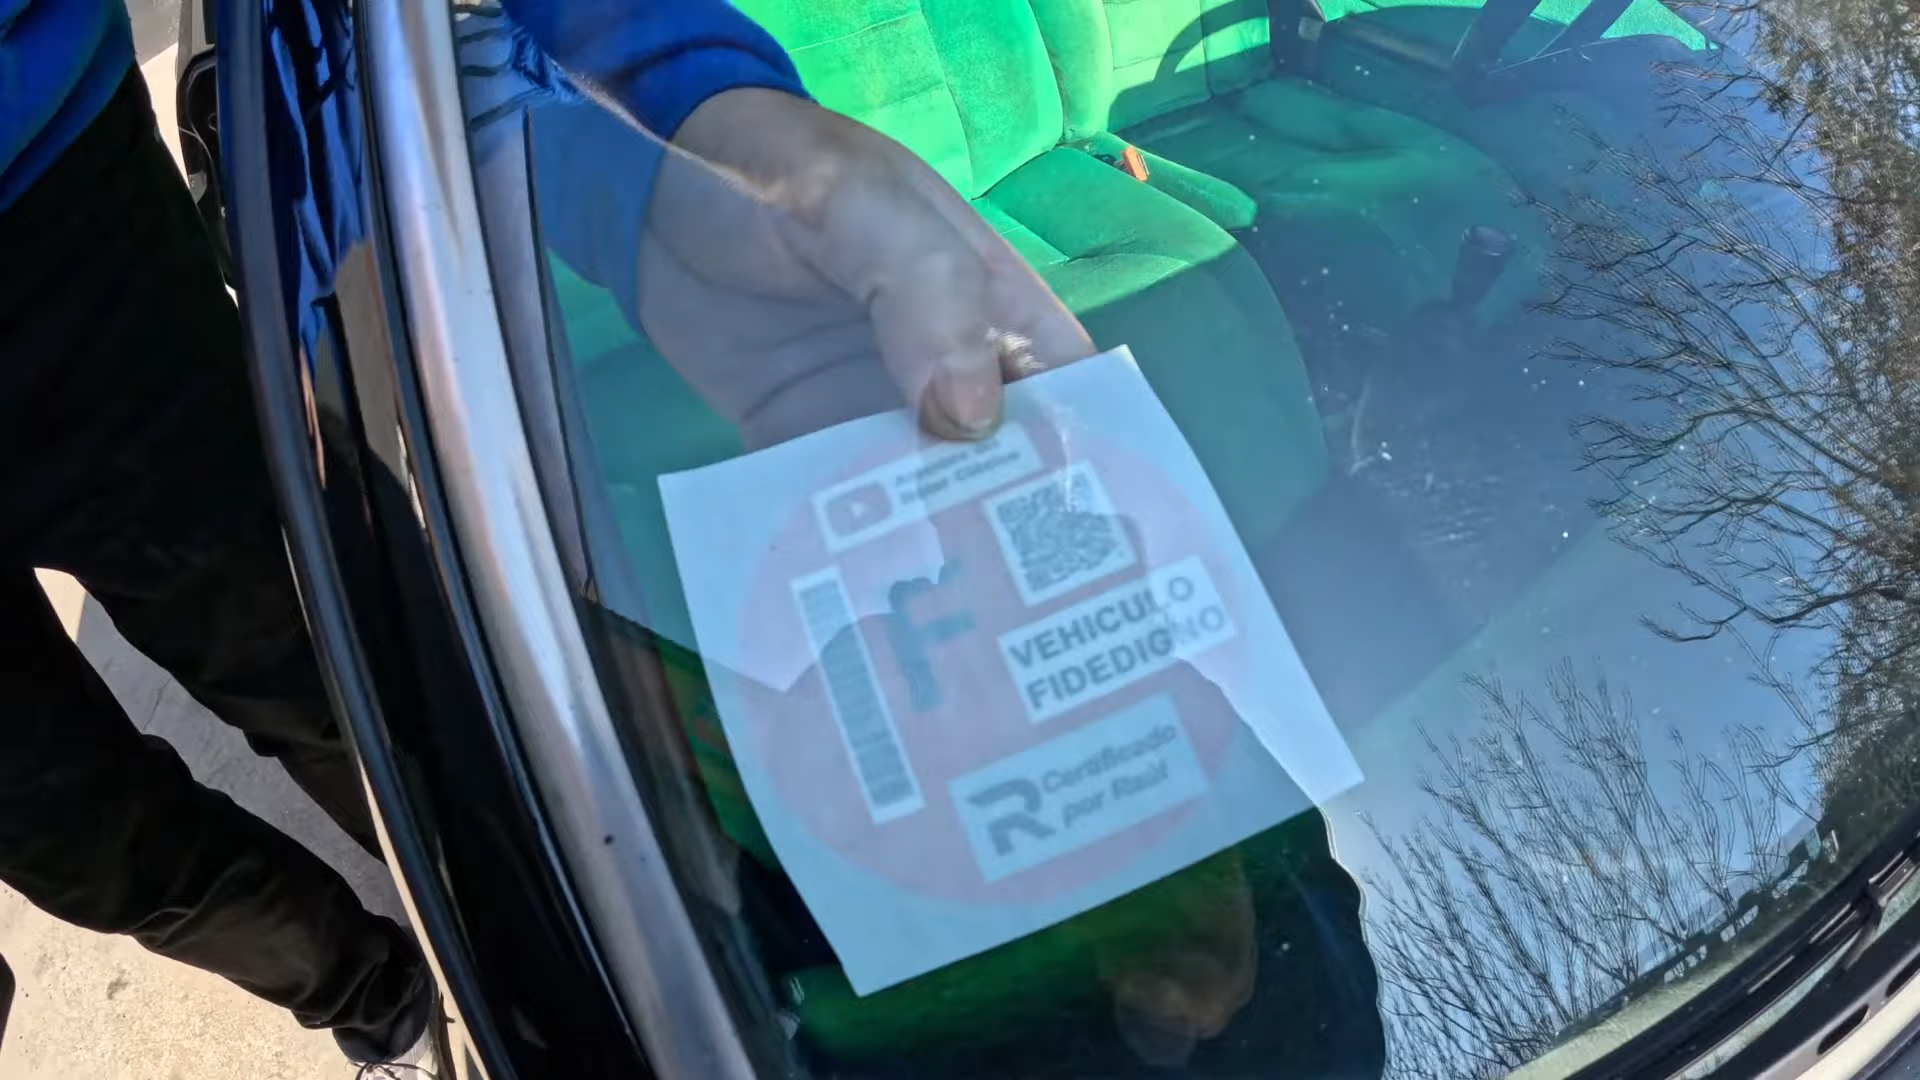 F
VEHICULO
FIDEDIGNO
R Certificado
por Raúl